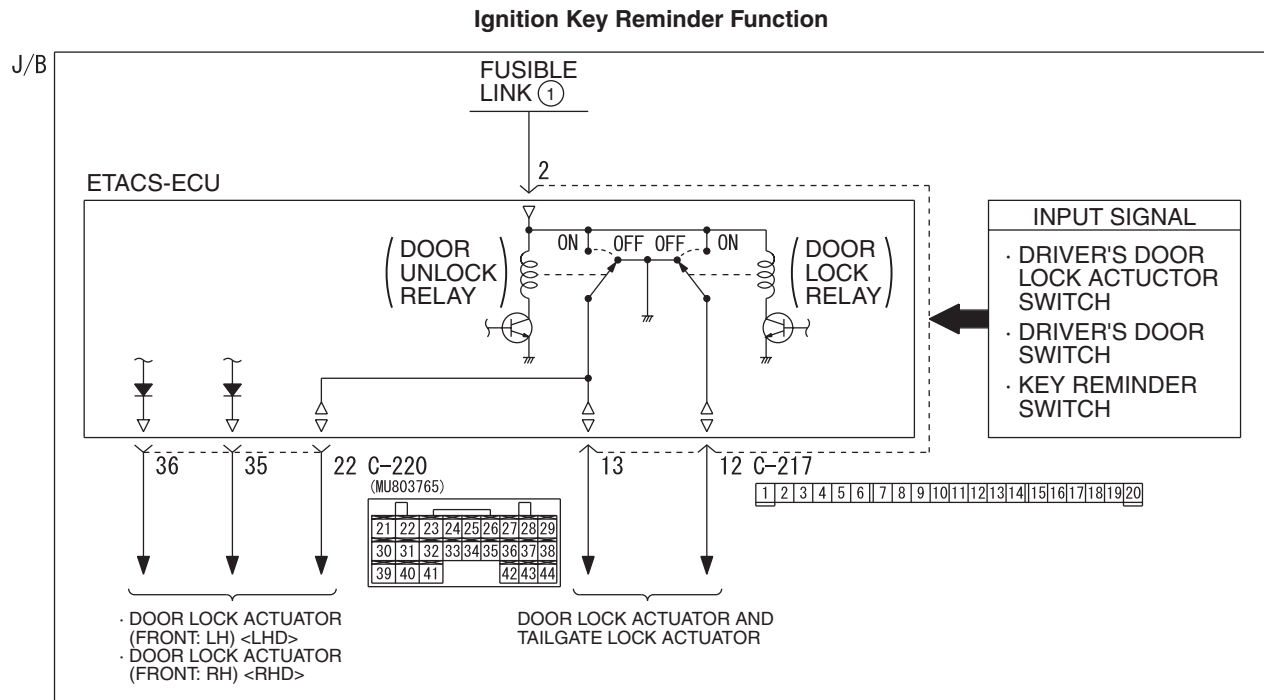 Ignition Key Reminder Function
J/B
FUSIBLE
LINK ①
2
ETACS-ECU
(DOOR
UNLOCK
RELAY)
ON OFF OFF ON
(DOOR
LOCK
RELAY)
INPUT SIGNAL
· DRIVER'S DOOR
LOCK ACTUCTOR
SWITCH
· DRIVER'S DOOR
SWITCH
· KEY REMINDER
SWITCH
36 35 22 C-220
(MU803765)
13 12 C-217
1 2 3 4 5 6 7 8 9 10 11 12 13 14 15 16 17 18 19 20
21 22 23 24 25 26 27 28 29
30 31 32 33 34 35 36 37 38
39 40 41 42 43 44
· DOOR LOCK ACTUATOR
(FRONT: LH) <LHD>
· DOOR LOCK ACTUATOR
(FRONT: RH) <RHD>
DOOR LOCK ACTUATOR AND
TAILGATE LOCK ACTUATOR